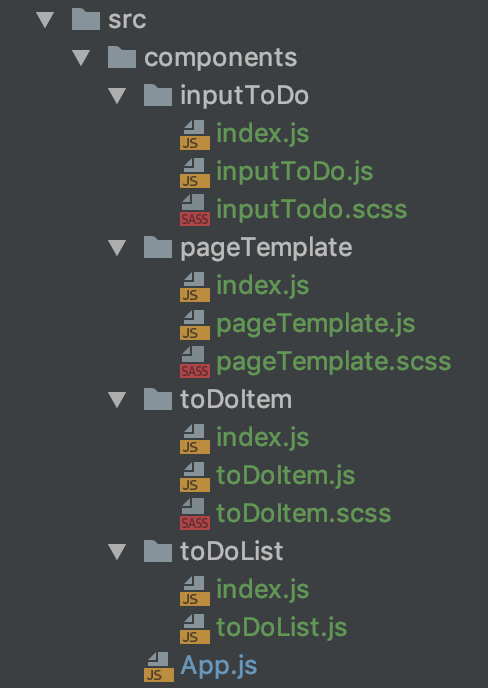 src
components
inputToDo
JS index.js
JS inputToDo.js
SASS inputTodo.scss
pageTemplate
JS index.js
JS pageTemplate.js
SASS pageTemplate.scss
toDoItem
JS index.js
JS toDoItem.js
SASS toDoItem.scss
toDoList
JS index.js
JS toDoList.js
JS App.js